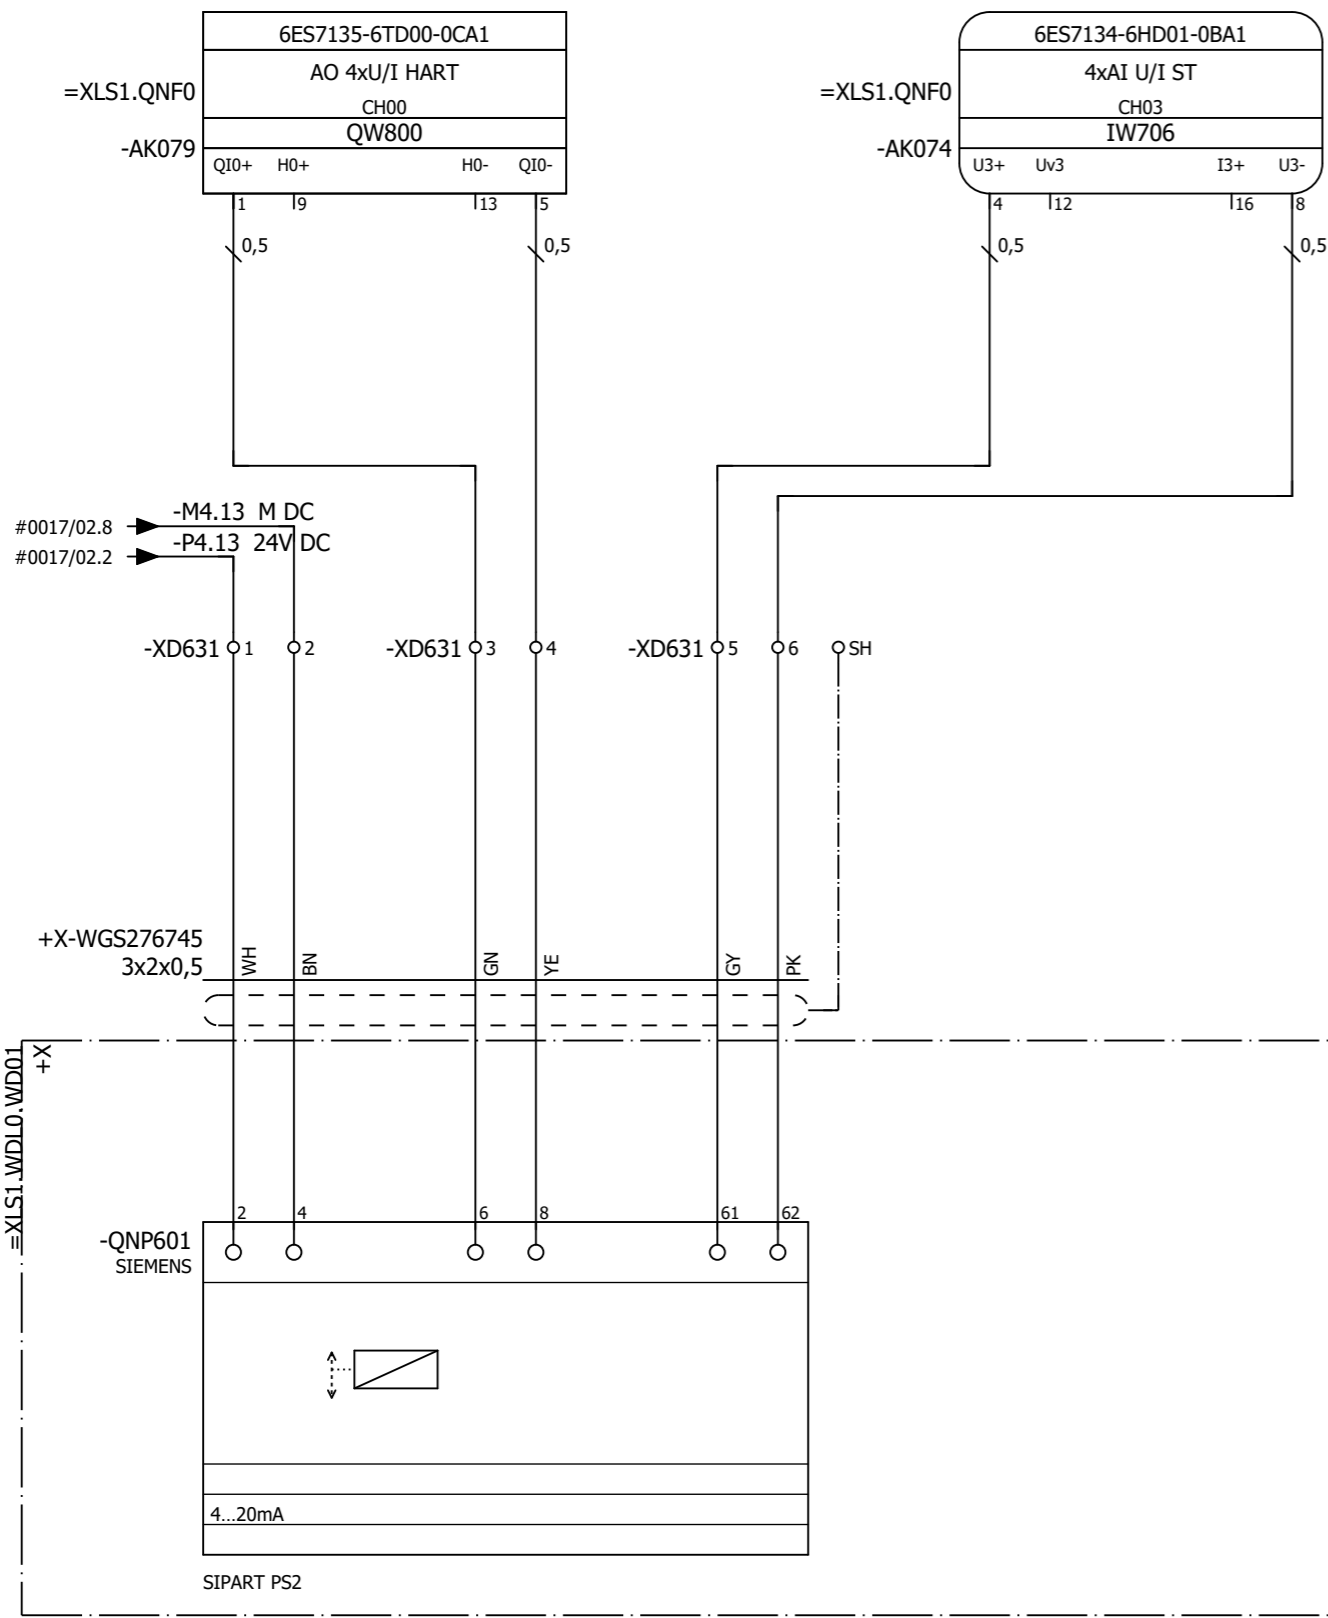 6ES7135-6TD00-0CA1
AO 4xU/I HART
CH00
QW800
=XLS1.QNF0
-AK079
QI0+ H0+ H0- QI0-
1 9 13 5
0,5 0,5
6ES7134-6HD01-0BA1
4xAI U/I ST
CH03
IW706
=XLS1.QNF0
-AK074
U3+ Uv3 I3+ U3-
4 12 16 8
0,5 0,5
-M4.13 M DC
#0017/02.8
-P4.13 24V DC
#0017/02.2
-XD631 1 2 -XD631 3 4 -XD631 5 6 SH
+X-WGS276745
3x2x0,5
WH BN GN YE GY PK
=XLS1.WDL0.WD01
+X
2 4 6 8 61 62
-QNP601
SIEMENS
4...20mA
SIPART PS2